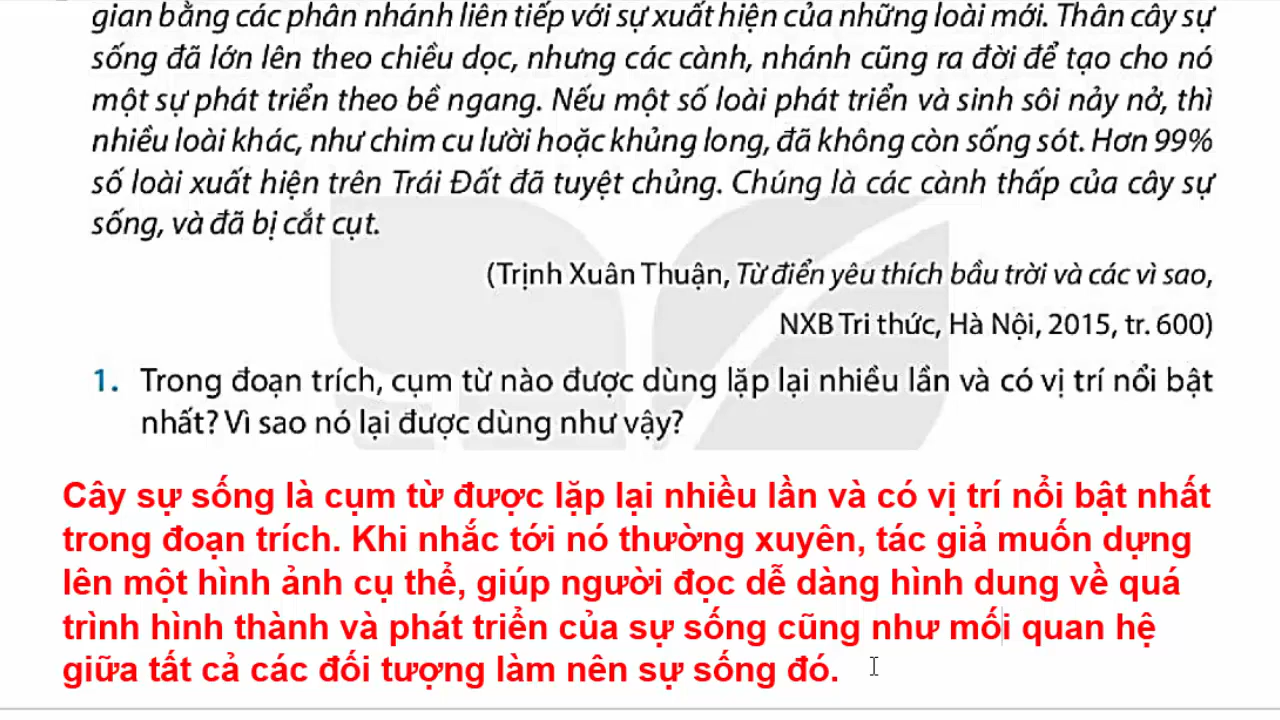 gian bằng các phân nhánh liên tiếp với sự xuất hiện của những loài mới. Thân cây sự
sống đã lớn lên theo chiều dọc, nhưng các cành, nhánh cũng ra đời để tạo cho nó
một sự phát triển theo bề ngang. Nếu một số loài phát triển và sinh sôi nảy nở, thì
nhiều loài khác, như chim cu lười hoặc khủng long, đã không còn sống sót. Hơn 99%
số loài xuất hiện trên Trái Đất đã tuyệt chủng. Chúng là các cành thấp của cây sự
sống, và đã bị cắt cụt.
(Trịnh Xuân Thuận, Từ điển yêu thích bầu trời và các vì sao,
NXB Tri thức, Hà Nội, 2015, tr. 600)
1. Trong đoạn trích, cụm từ nào được dùng lặp lại nhiều lần và có vị trí nổi bật
nhất? Vì sao nó lại được dùng như vậy?
Cây sự sống là cụm từ được lặp lại nhiều lần và có vị trí nổi bật nhất
trong đoạn trích. Khi nhắc tới nó thường xuyên, tác giả muốn dựng
lên một hình ảnh cụ thể, giúp người đọc dễ dàng hình dung về quá
trình hình thành và phát triển của sự sống cũng như mối quan hệ
giữa tất cả các đối tượng làm nên sự sống đó.